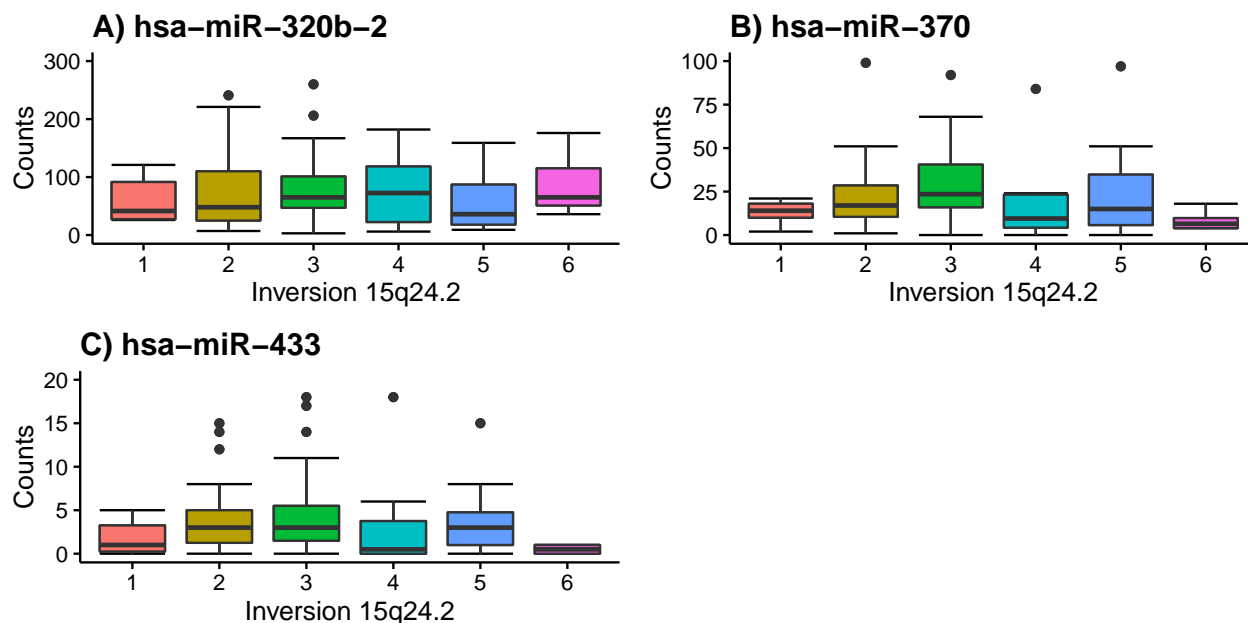 A) hsa−miR−320b−2
300
200
100
0
Counts
1 2 3 4 5 6
Inversion 15q24.2
B) hsa−miR−370
100
75
50
25
0
Counts
1 2 3 4 5 6
Inversion 15q24.2
C) hsa−miR−433
20
15
10
5
0
Counts
1 2 3 4 5 6
Inversion 15q24.2